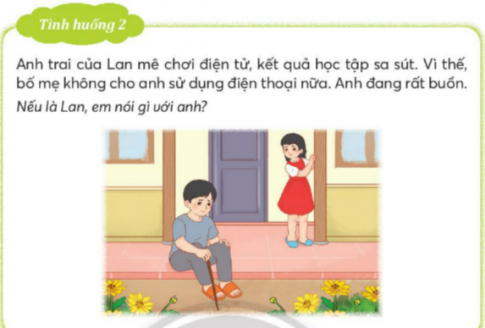 Tình huống 2
Anh trai của Lan mê chơi điện tử, kết quả học tập sa sút. Vì thế,
bố mẹ không cho anh sử dụng điện thoại nữa. Anh đang rất buồn.
Nếu là Lan, em nói gì với anh?